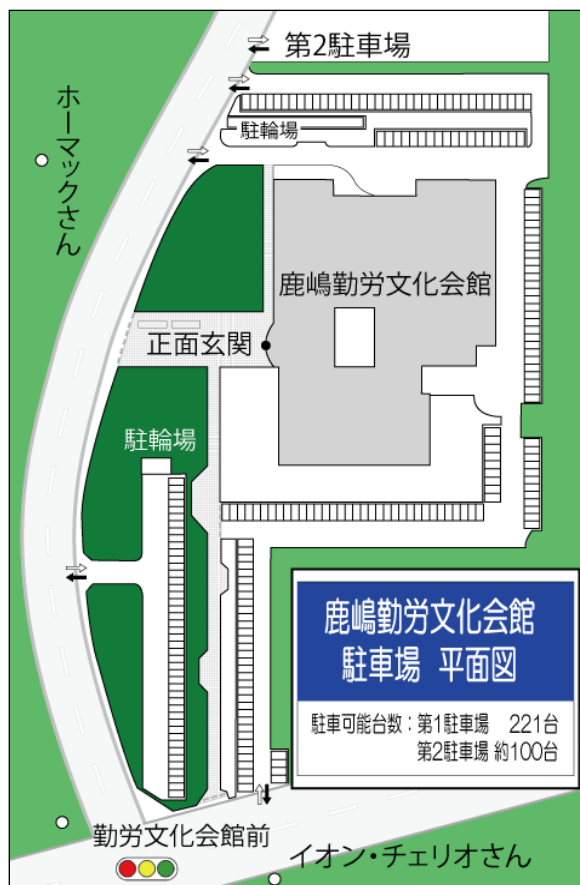 第2駐車場
ホーマックさん
駐輪場
鹿嶋勤労文化会館
正面玄関
駐輪場
鹿嶋勤労文化会館
駐車場 平面図
駐車可能台数：第1駐車場 221台
第2駐車場 約100台
勤労文化会館前
イオン・チェリオさん